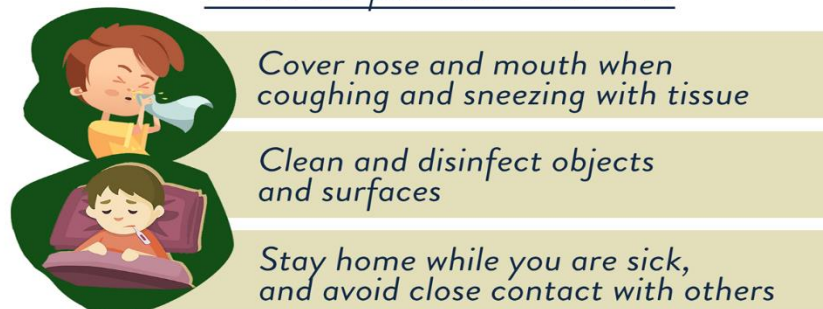 Cover nose and mouth when
coughing and sneezing with tissue
Clean and disinfect objects
and surfaces
Stay home while you are sick,
and avoid close contact with others